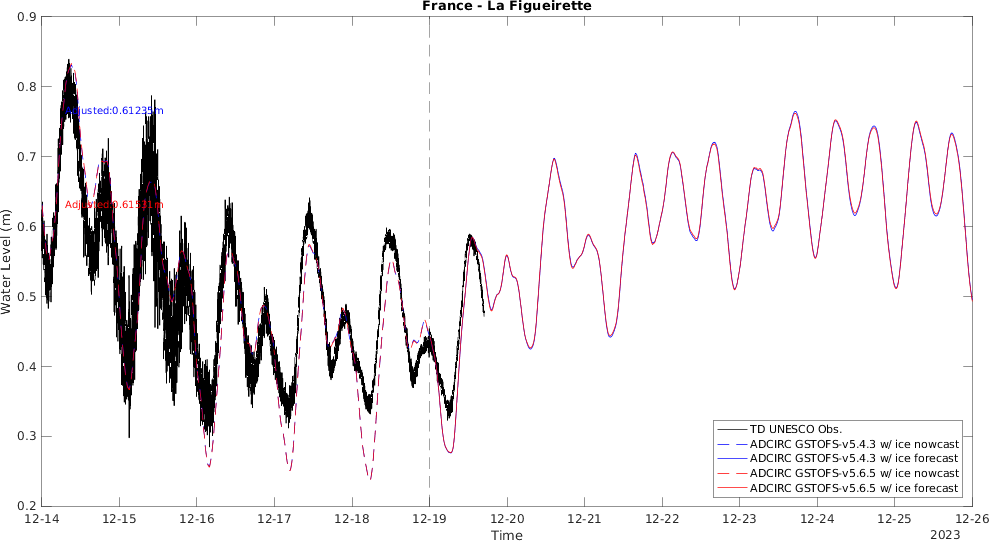 France - La Figueirette
Water Level (m)
0.9
0.8
0.7
0.6
0.5
0.4
0.3
0.2
Adjusted:0.61235m
Adjusted:0.61531m
TD UNESCO Obs.
ADCIRC GSTOFS-v5.4.3 w/ ice nowcast
ADCIRC GSTOFS-v5.4.3 w/ ice forecast
ADCIRC GSTOFS-v5.6.5 w/ ice nowcast
ADCIRC GSTOFS-v5.6.5 w/ ice forecast
12-14 12-15 12-16 12-17 12-18 12-19 12-20 12-21 12-22 12-23 12-24 12-25 12-26
Time
2023